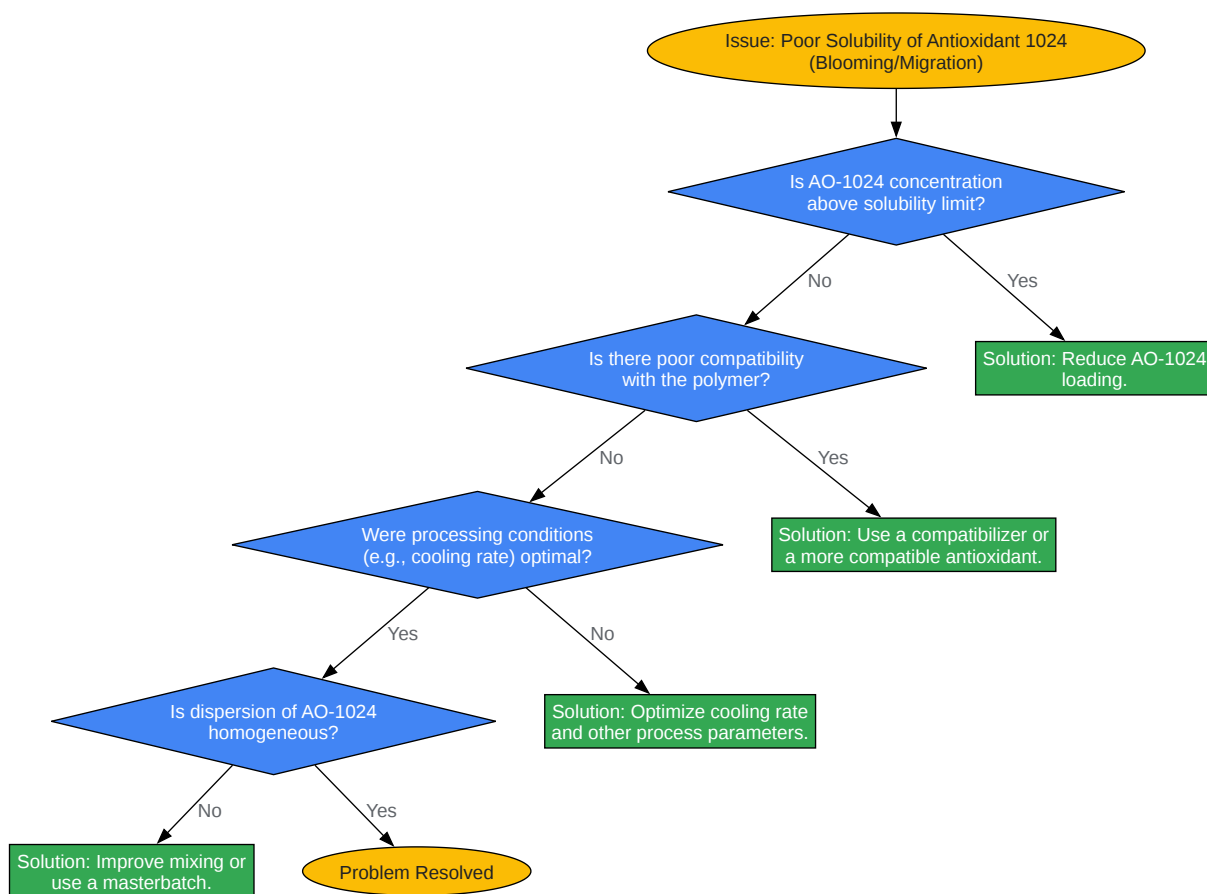 Issue: Poor Solubility of Antioxidant 1024
(Blooming/Migration)
Is AO-1024 concentration
above solubility limit?
No
Yes
Is there poor compatibility
with the polymer?
Solution: Reduce AO-1024
loading.
No
Yes
Were processing conditions
(e.g., cooling rate) optimal?
Solution: Use a compatibilizer or
a more compatible antioxidant.
Yes
No
Is dispersion of AO-1024
homogeneous?
Solution: Optimize cooling rate
and other process parameters.
No
Yes
Solution: Improve mixing or
use a masterbatch.
Problem Resolved